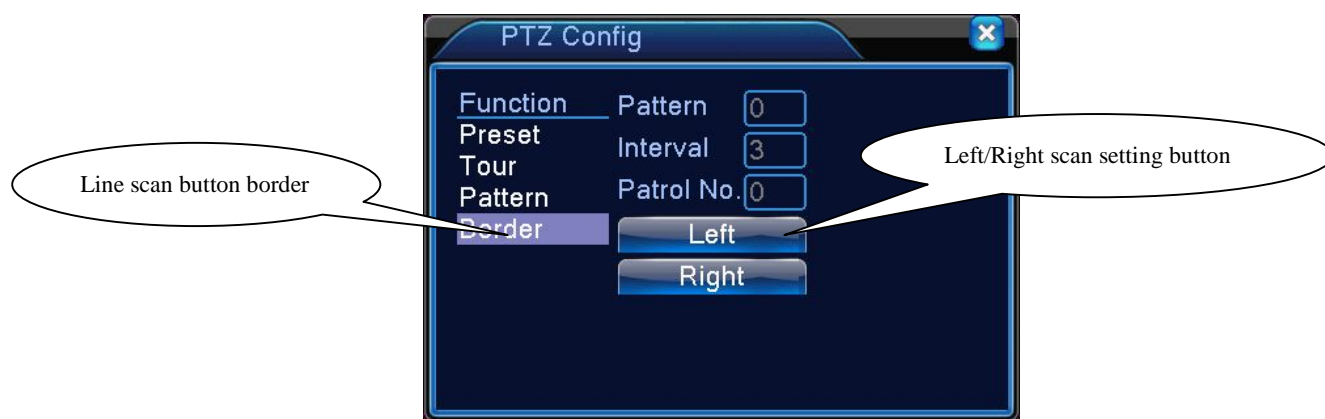 PTZ Config
Function
Preset
Tour
Pattern
Border
Pattern 0
Interval 3
Patrol No. 0
Left
Right
Line scan button border
Left/Right scan setting button